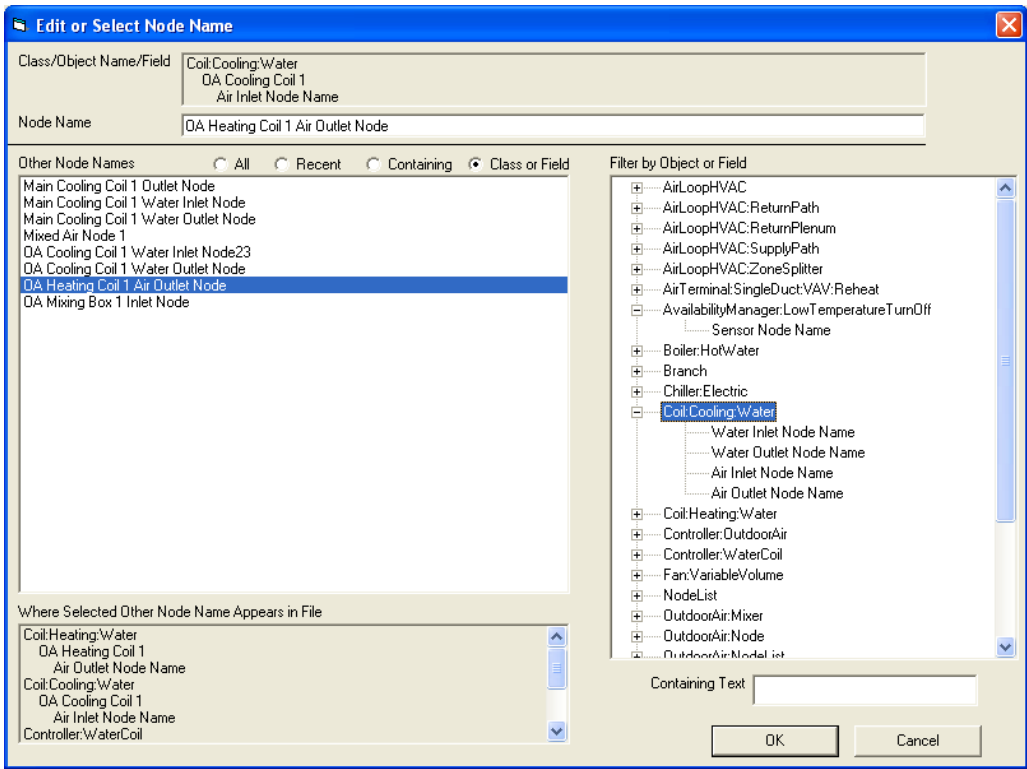 Edit or Select Node Name
Class/Object Name/Field
Coil:Cooling:Water
OA Cooling Coil 1
Air Inlet Node Name
Node Name
OA Heating Coil 1 Air Outlet Node
Other Node Names
All
Recent
Containing
Class or Field
Main Cooling Coil 1 Outlet Node
Main Cooling Coil 1 Water Inlet Node
Main Cooling Coil 1 Water Outlet Node
Mixed Air Node 1
OA Cooling Coil 1 Water Inlet Node23
OA Cooling Coil 1 Water Outlet Node
OA Heating Coil 1 Air Outlet Node
OA Mixing Box 1 Inlet Node
Where Selected Other Node Name Appears in File
Coil:Heating:Water
OA Heating Coil 1
Air Outlet Node Name
Coil:Cooling:Water
OA Cooling Coil 1
Air Inlet Node Name
Controller:WaterCoil
Filter by Object or Field
AirLoopHVAC
AirLoopHVAC:ReturnPath
AirLoopHVAC:ReturnPlenum
AirLoopHVAC:SupplyPath
AirLoopHVAC:ZoneSplitter
AirTerminal:SingleDuct:VAV:Reheat
AvailabilityManager:LowTemperatureTurnOff
Sensor Node Name
Boiler:HotWater
Branch
Chiller:Electric
Coil:Cooling:Water
Water Inlet Node Name
Water Outlet Node Name
Air Inlet Node Name
Air Outlet Node Name
Coil:Heating:Water
Controller:OutdoorAir
Controller:WaterCoil
Fan:VariableVolume
NodeList
OutdoorAir:Mixer
OutdoorAir:Node
OutdoorAir:NodeList
Containing Text
OK
Cancel